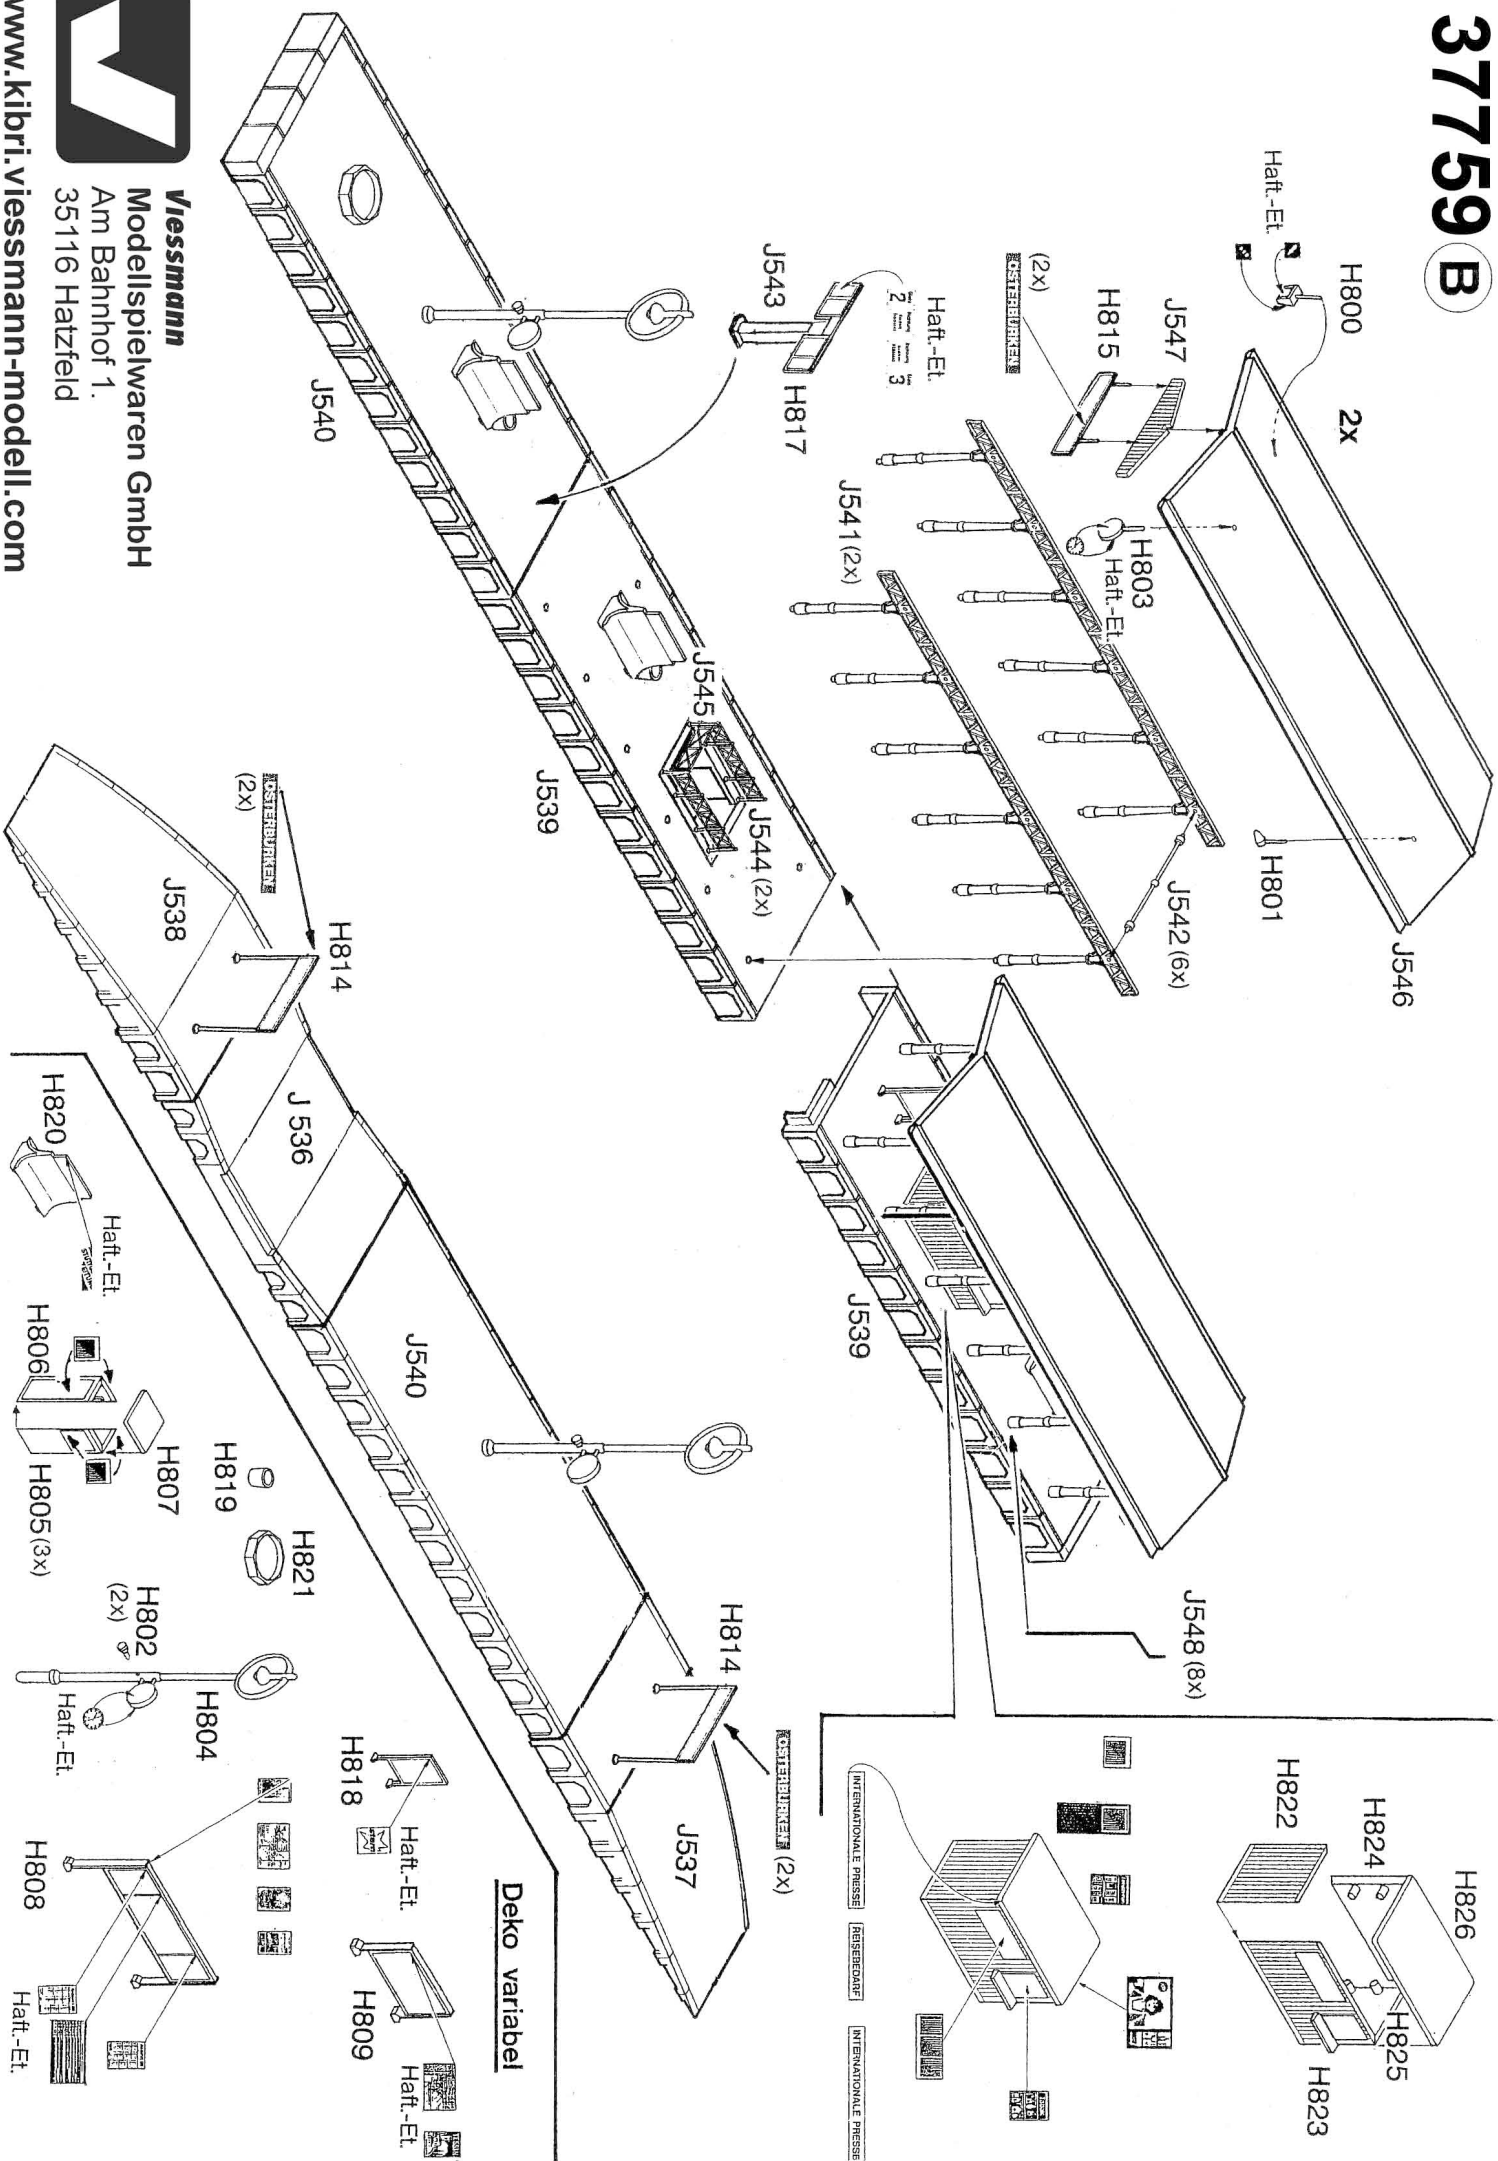 37759 B
H800
2x
Haft.-Et.
J547
H815
(2x)
OSTERBURKEN
H803
Haft.-Et.
H801
J546
J541 (2x)
J542 (6x)
J543
H817
Haft.-Et.
2
3
J540
J545
J544 (2x)
J539
J540
J539
J548 (8x)
Viessmann
Modellspielwaren GmbH
Am Bahnhof 1.
35116 Hatzfeld
www.kibri.viessmann-modell.com
OSTERBURKEN
(2x)
H814
J538
J 536
J540
H814
OSTERBURKEN (2x)
J537
H822
H824
H826
H825
H823
INTERNATIONALE PRESSE
REISEBEDARF
INTERNATIONALE PRESSE
Deko variabel
H820
Haft.-Et.
H806
H807
H805 (3x)
H819
H821
H802
(2x)
H804
Haft.-Et.
H818
Haft.-Et.
H808
Haft.-Et.
H809
Haft.-Et.